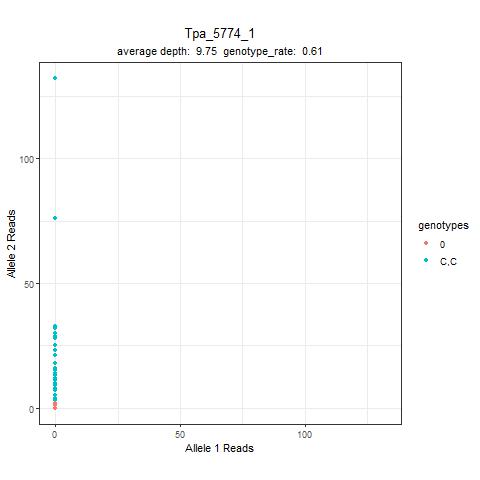 Tpa_5774_1
average depth: 9.75 genotype_rate: 0.61
100
50
0
0
50
100
Allele 2 Reads
Allele 1 Reads
genotypes
0
C,C